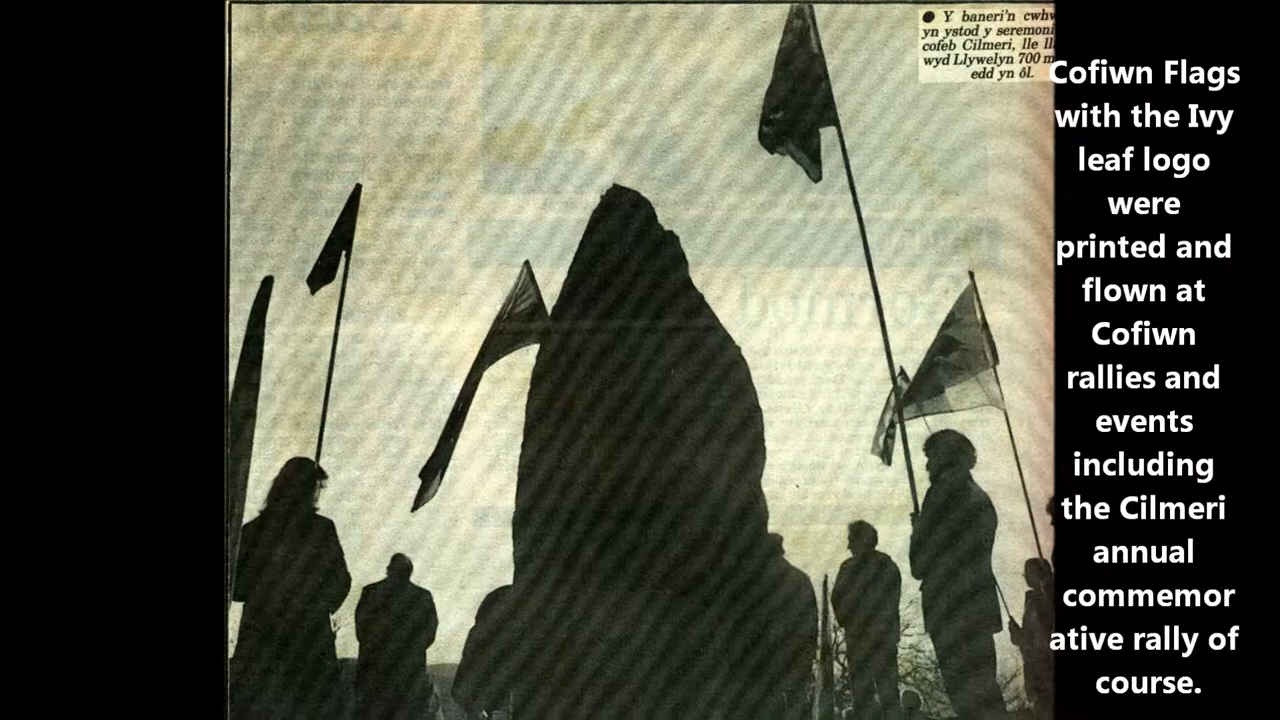 ● Y baneri'n
yn ystod y seremoni
cofeb Cilmeri, lle
wyd Llywelyn 700
edd yn ôl.
Cofiwn Flags
with the Ivy
leaf logo
were
printed and
flown at
Cofiwn
rallies and
events
including
the Cilmeri
annual
commemor
ative rally of
course.